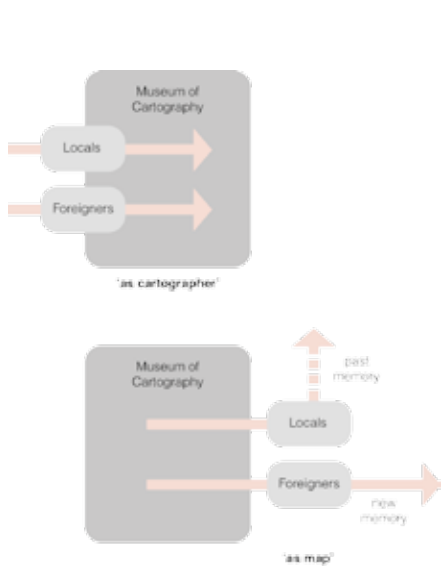 Museum of
Cartography
Locals
Foreigners
'as cartographer'
Museum of
Cartography
past
memory
Locals
Foreigners
new
memory
'as map'